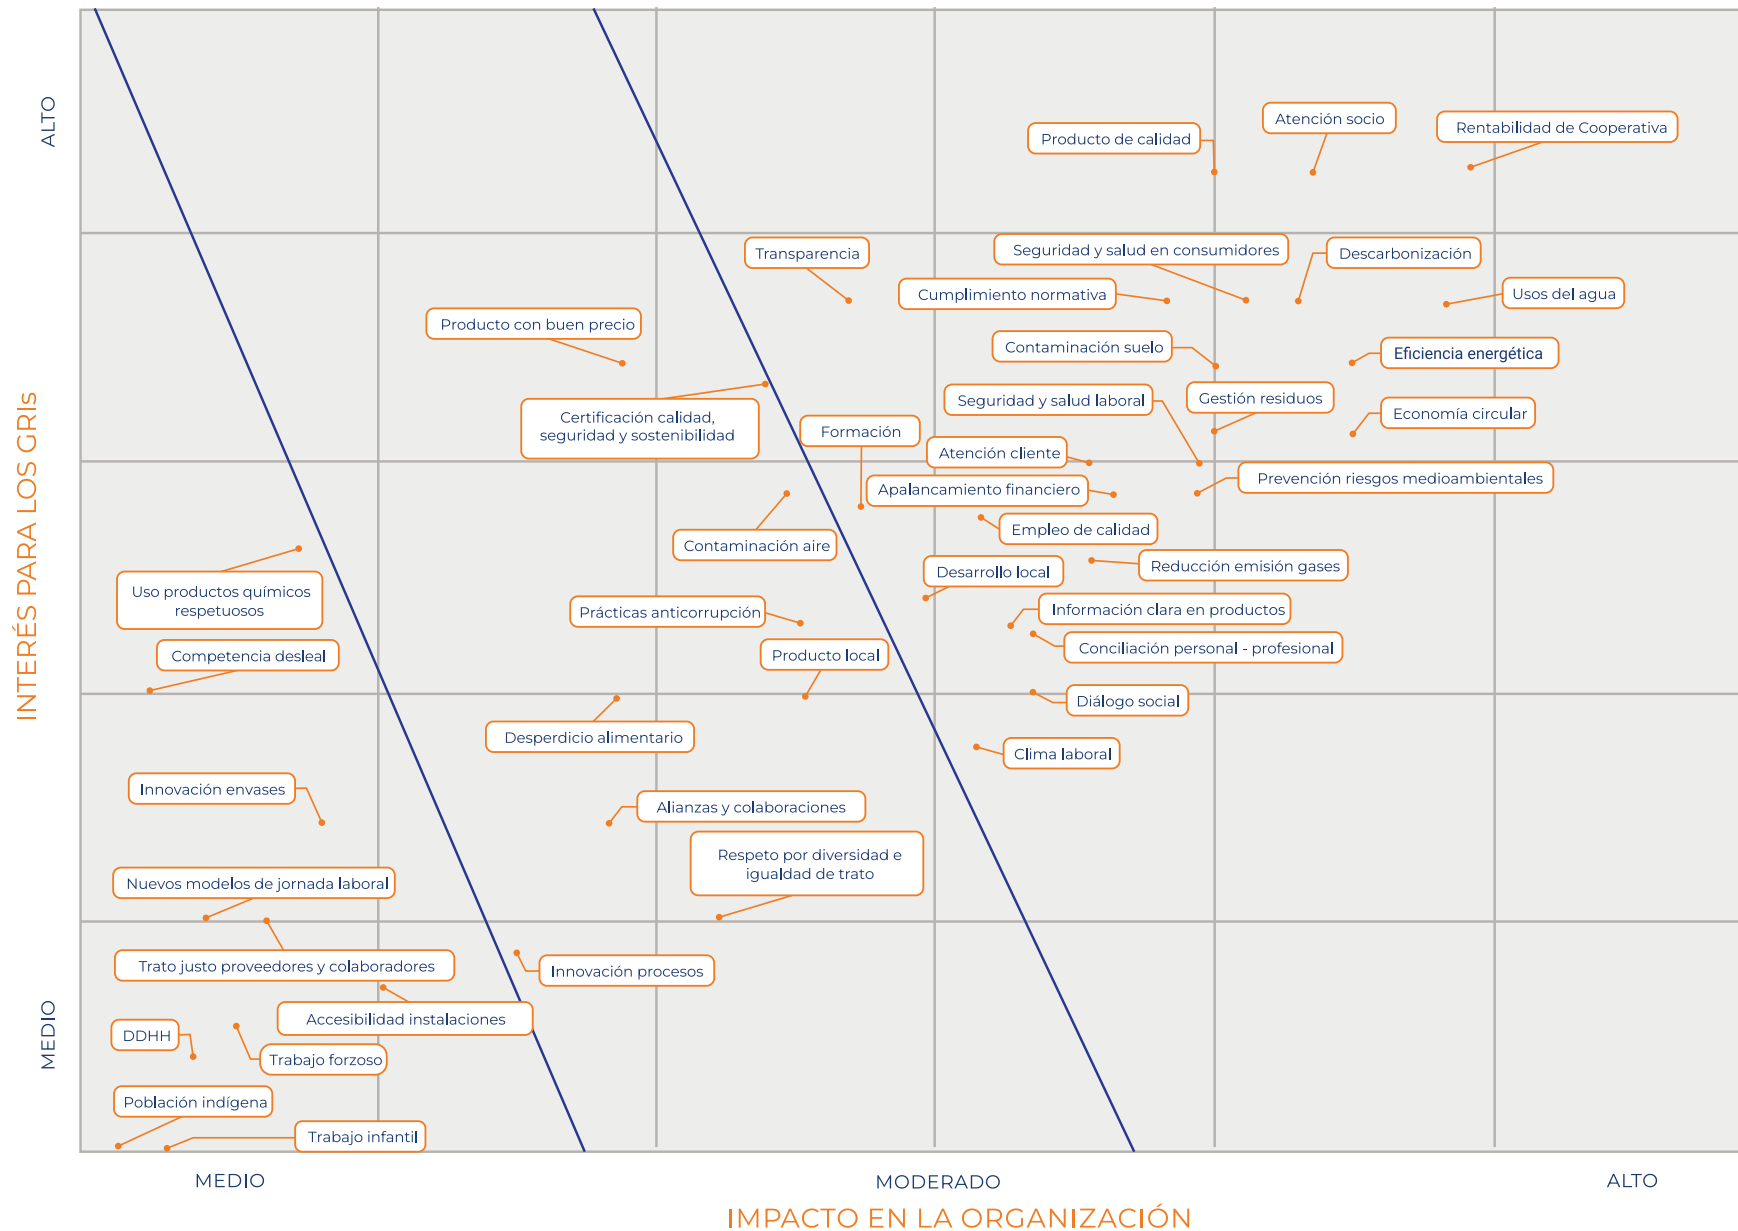 ALTO
Atención socio
Rentabilidad de Cooperativa
Producto de calidad
Transparencia
Seguridad y salud en consumidores
Descarbonización
Cumplimiento normativa
Usos del agua
Producto con buen precio
Contaminación suelo
Eficiencia energética
Seguridad y salud laboral
Gestión residuos
Economía circular
Certificación calidad,
seguridad y sostenibilidad
Formación
Atención cliente
Apalancamiento financiero
Prevención riesgos medioambientales
Empleo de calidad
Contaminación aire
Reducción emisión gases
Desarrollo local
INTERÉS PARA LOS GRIs
Uso productos químicos
respetuosos
Prácticas anticorrupción
Información clara en productos
Conciliación personal - profesional
Competencia desleal
Producto local
Diálogo social
Desperdicio alimentario
Clima laboral
Innovación envases
Alianzas y colaboraciones
Respeto por diversidad e
igualdad de trato
Nuevos modelos de jornada laboral
Trato justo proveedores y colaboradores
Innovación procesos
Accesibilidad instalaciones
MEDIO
DDHH
Trabajo forzoso
Población indígena
Trabajo infantil
MEDIO
MODERADO
ALTO
IMPACTO EN LA ORGANIZACIÓN